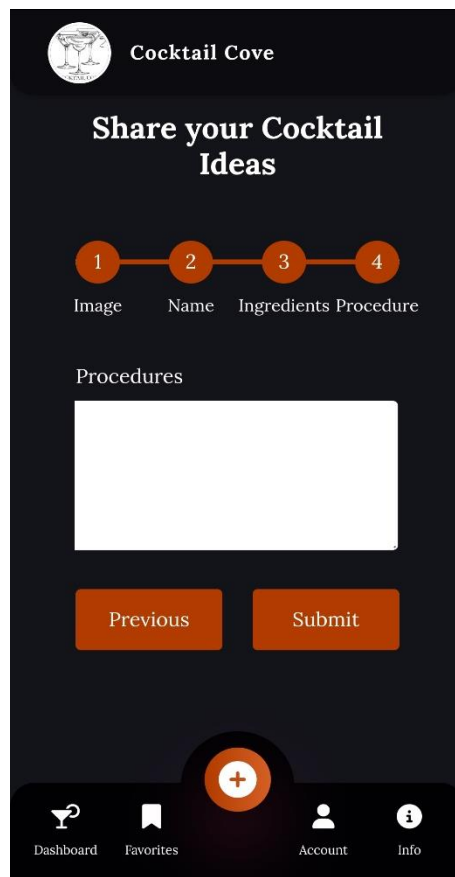 Cocktail Cove
Share your Cocktail
Ideas
1 2 3 4
Image Name Ingredients Procedure
Procedures
Previous Submit
Dashboard Favorites Account Info